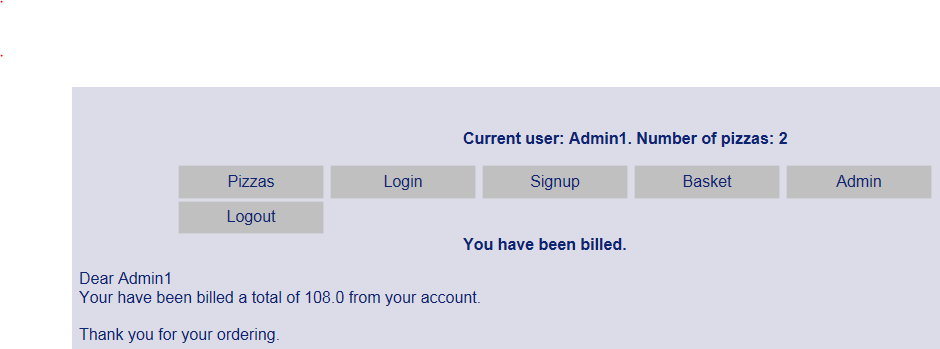 Current user: Admin1. Number of pizzas: 2
Pizzas Login Signup Basket Admin
Logout
You have been billed.
Dear Admin1
Your have been billed a total of 108.0 from your account.
Thank you for your ordering.